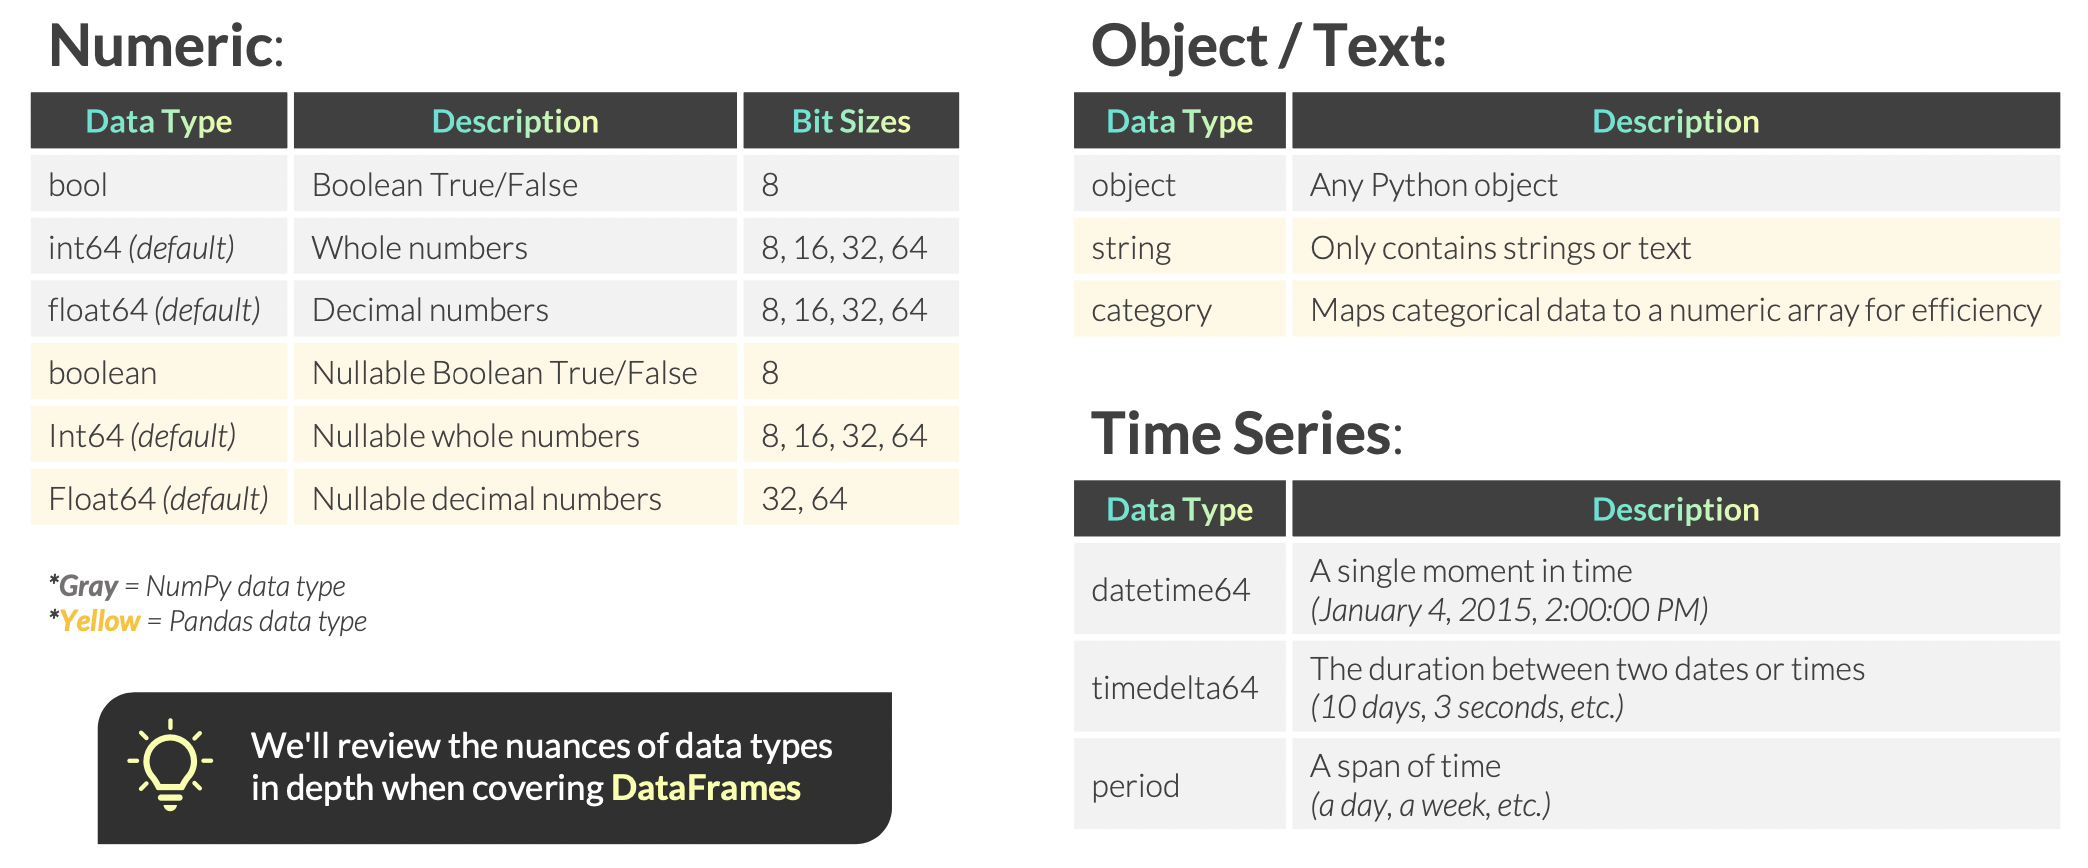 Numeric:
Data Type Description Bit Sizes
bool Boolean True/False 8
int64 (default) Whole numbers 8, 16, 32, 64
float64 (default) Decimal numbers 8, 16, 32, 64
boolean Nullable Boolean True/False 8
Int64 (default) Nullable whole numbers 8, 16, 32, 64
Float64 (default) Nullable decimal numbers 32, 64
*Gray = NumPy data type
*Yellow = Pandas data type
We'll review the nuances of data types
in depth when covering DataFrames
Object / Text:
Data Type Description
object Any Python object
string Only contains strings or text
category Maps categorical data to a numeric array for efficiency
Time Series:
Data Type Description
datetime64 A single moment in time
(January 4, 2015, 2:00:00 PM)
timedelta64 The duration between two dates or times
(10 days, 3 seconds, etc.)
period A span of time
(a day, a week, etc.)